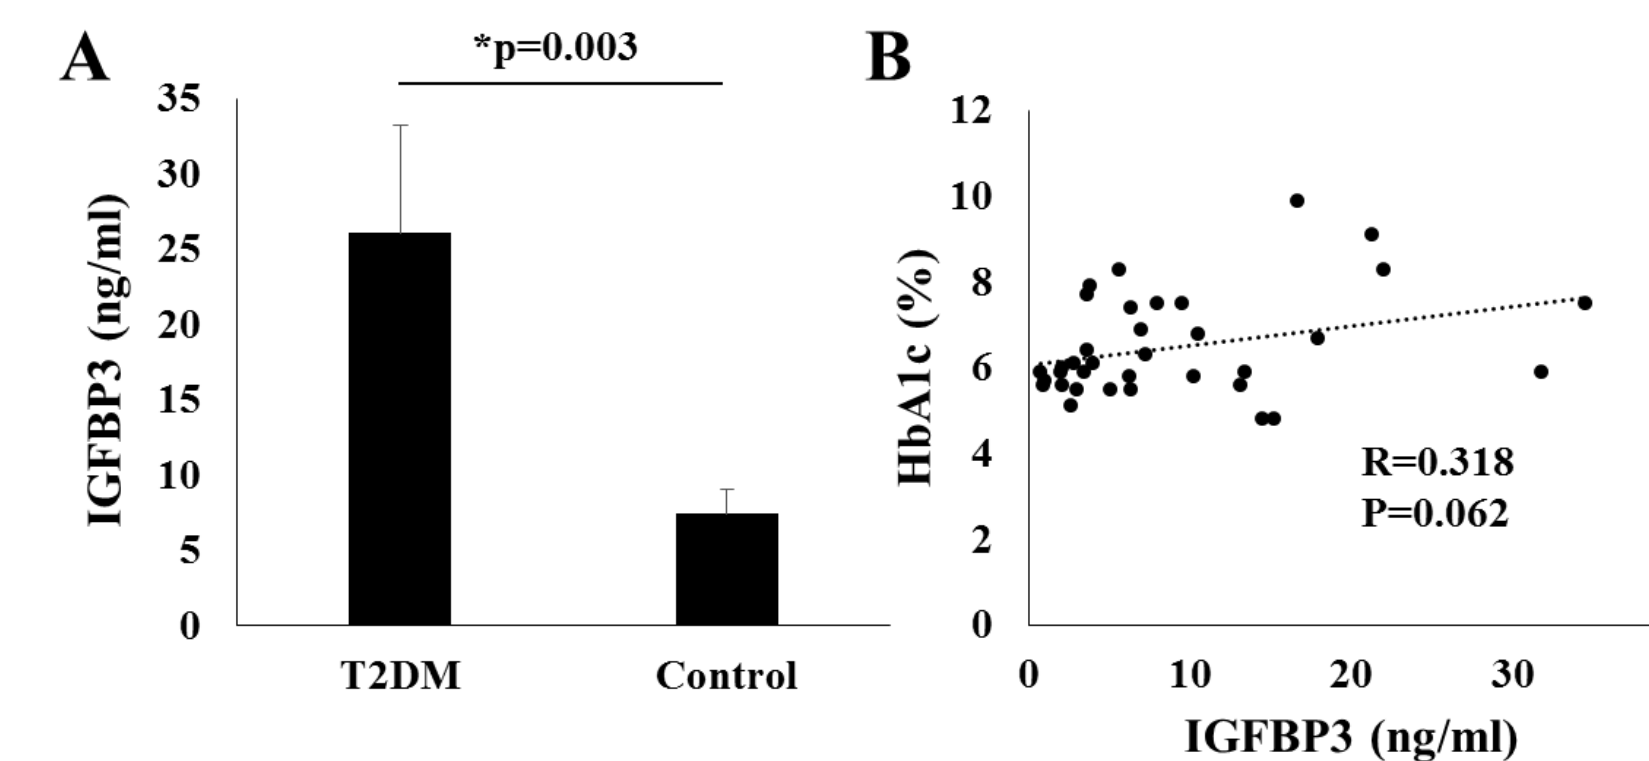 A
*p=0.003
35
30
25
20
15
10
5
0
IGFBP3 (ng/ml)
T2DM
Control
B
12
10
8
6
4
2
0
HbA1c (%)
R=0.318
P=0.062
0
10
20
30
IGFBP3 (ng/ml)